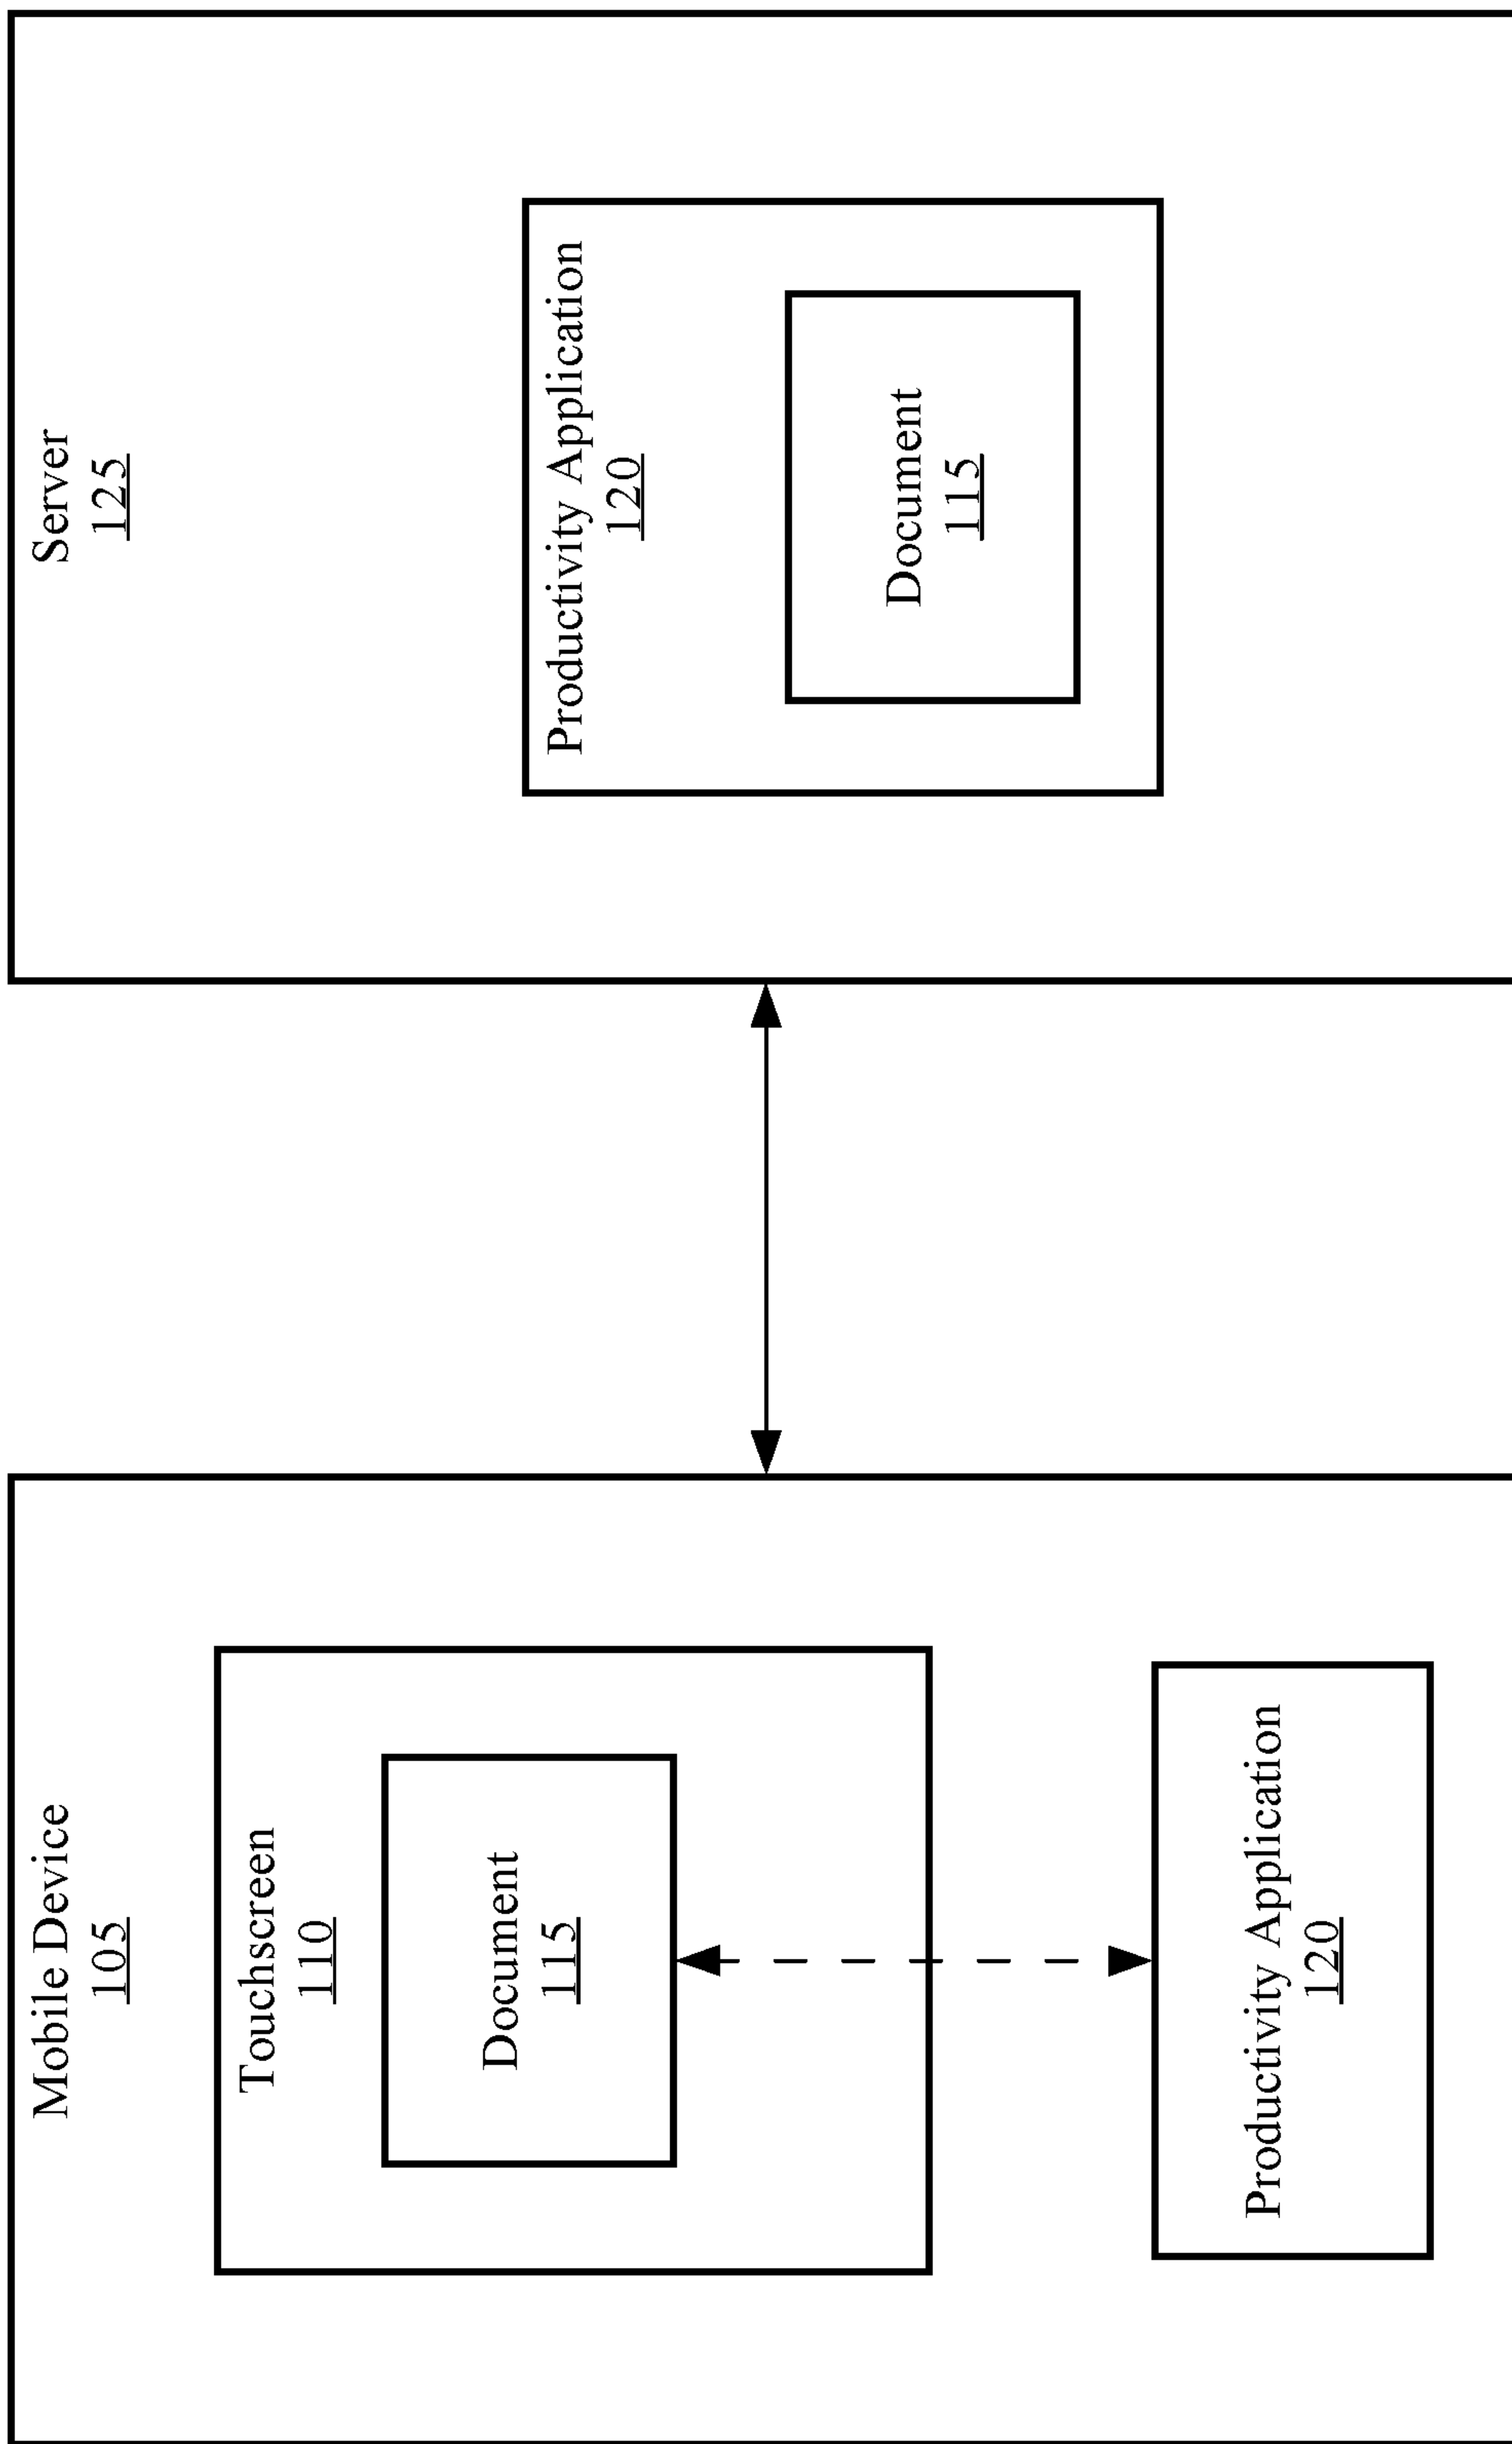 Mobile Device
105
Touchscreen
110
Document
115
Productivity Application
120
Server
125
Productivity Application
120
Document
115